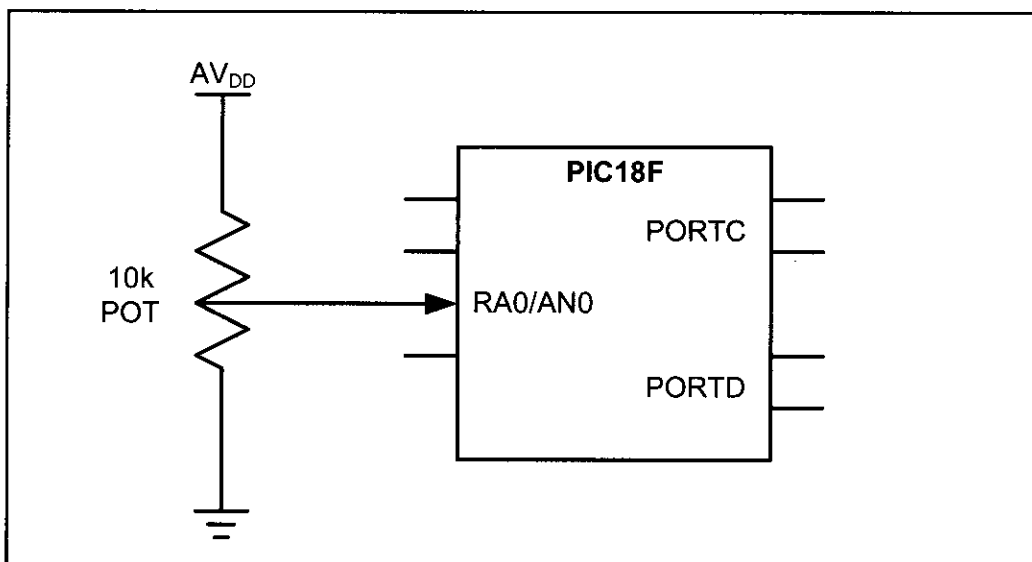 AVDD
10k
POT
PIC18F
PORTC
RA0/AN0
PORTD